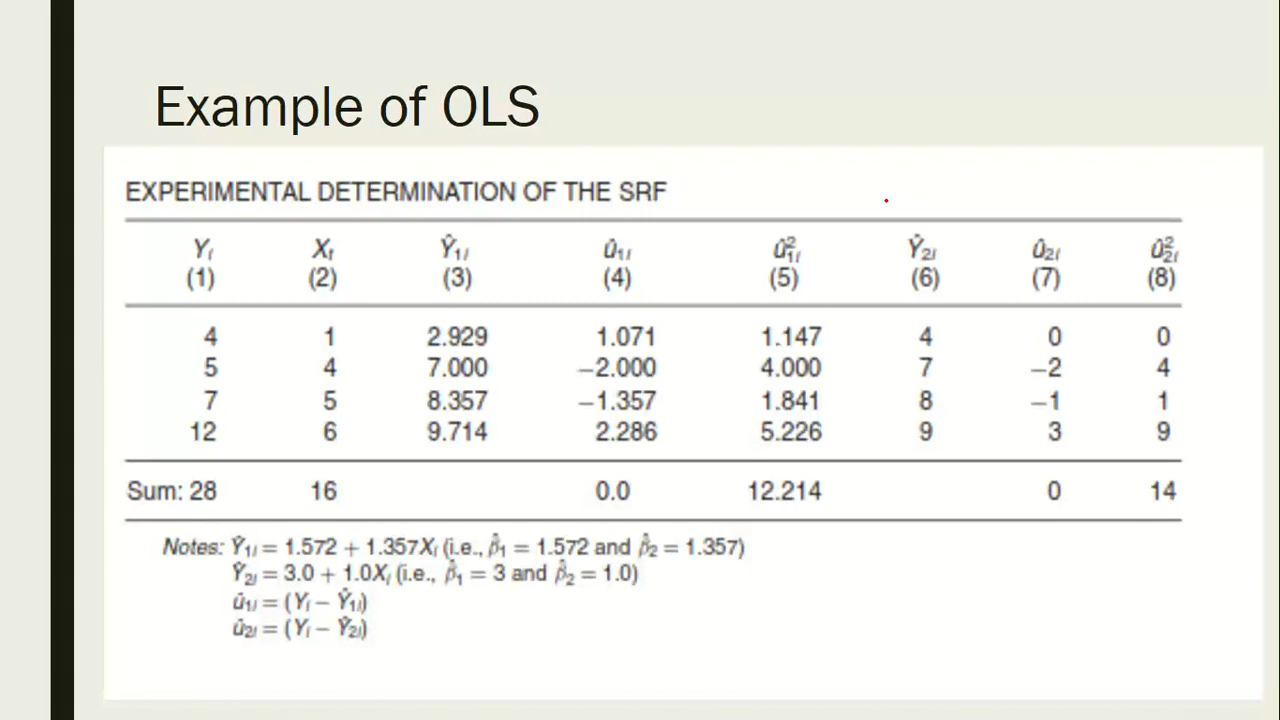 Example of OLS
EXPERIMENTAL DETERMINATION OF THE SRF
Yᵢ Xₜ Ŷ₁ᵢ û₁ᵢ û²₁ᵢ Ŷ₂ᵢ û₂ᵢ û²₂ᵢ
(1) (2) (3) (4) (5) (6) (7) (8)
4 1 2.929 1.071 1.147 4 0 0
5 4 7.000 −2.000 4.000 7 −2 4
7 5 8.357 −1.357 1.841 8 −1 1
12 6 9.714 2.286 5.226 9 3 9
Sum: 28 16 0.0 12.214 0 14
Notes: Ŷ₁ᵢ = 1.572 + 1.357Xᵢ (i.e., β̂₁ = 1.572 and β̂₂ = 1.357)
Ŷ₂ᵢ = 3.0 + 1.0Xᵢ (i.e., β̂₁ = 3 and β̂₂ = 1.0)
û₁ᵢ = (Yᵢ − Ŷ₁ᵢ)
û₂ᵢ = (Yᵢ − Ŷ₂ᵢ)